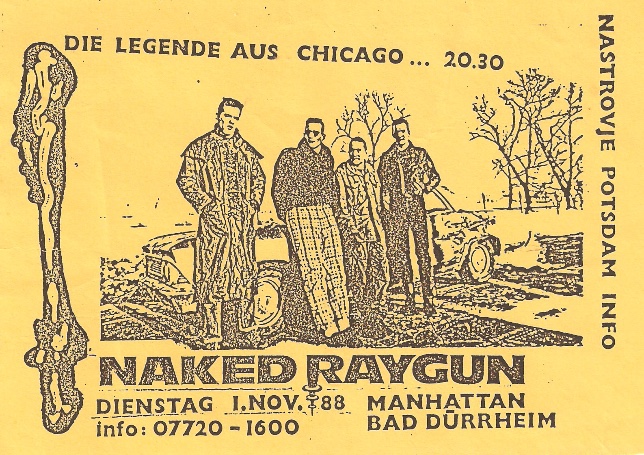 DIE LEGENDE AUS CHICAGO... 20.30
NASTROVJE POTSDAM INFO
NAKED RAYGUN
DIENSTAG 1.NOV. '88 MANHATTAN
info: 07720-1600 BAD DÜRRHEIM